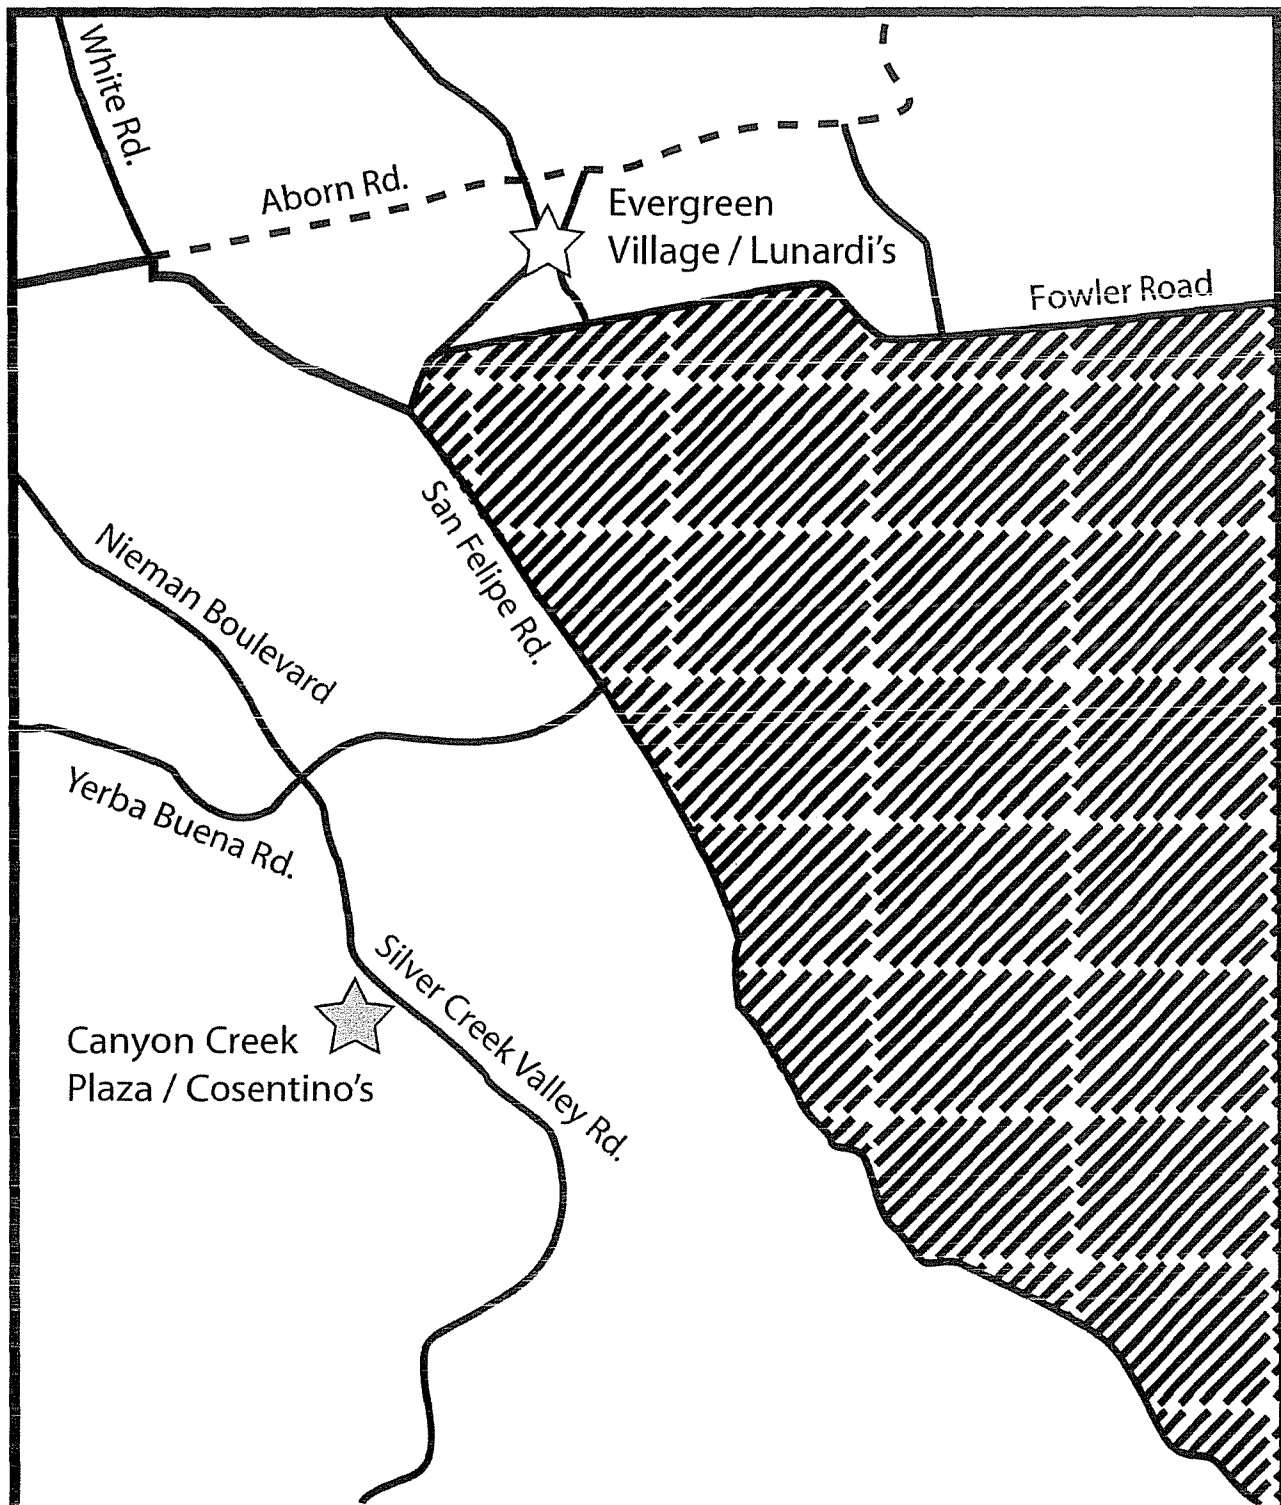 White Rd.
Aborn Rd.
Evergreen
Village / Lunardi’s
Fowler Road
San Felipe Rd.
Nieman Boulevard
Yerba Buena Rd.
Silver Creek Valley Rd.
Canyon Creek
Plaza / Cosentino’s